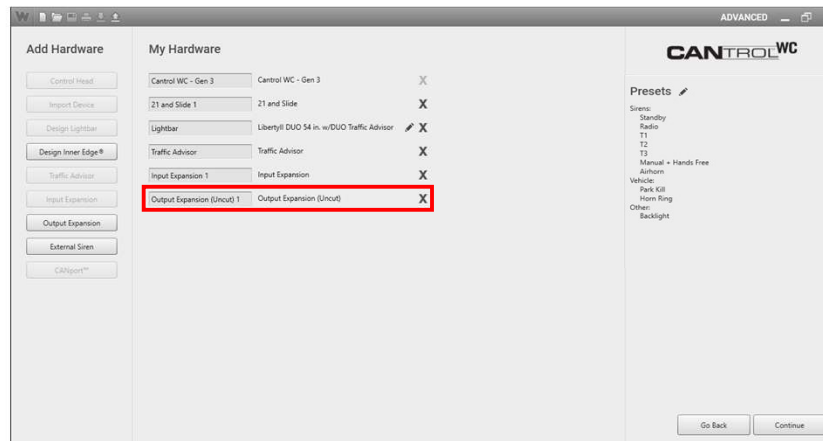 W
ADVANCED
Add Hardware
Control Head
Import Device
Design Lightbar
Design Inner Edge®
Traffic Advisor
Input Expansion
Output Expansion
External Siren
CANport™
My Hardware
Cantrol WC - Gen 3 Cantrol WC - Gen 3 X
21 and Slide 1 21 and Slide X
Lightbar LibertyII DUO 54 in. w/DUO Traffic Advisor X
Traffic Advisor Traffic Advisor X
Input Expansion 1 Input Expansion X
Output Expansion (Uncut) 1 Output Expansion (Uncut) X
CANTROL WC
Presets
Sirens:
Standby
Radio
T1
T2
T3
Manual + Hands Free
Airhorn
Vehicle:
Park Kill
Horn Ring
Other:
Backlight
Go Back Continue